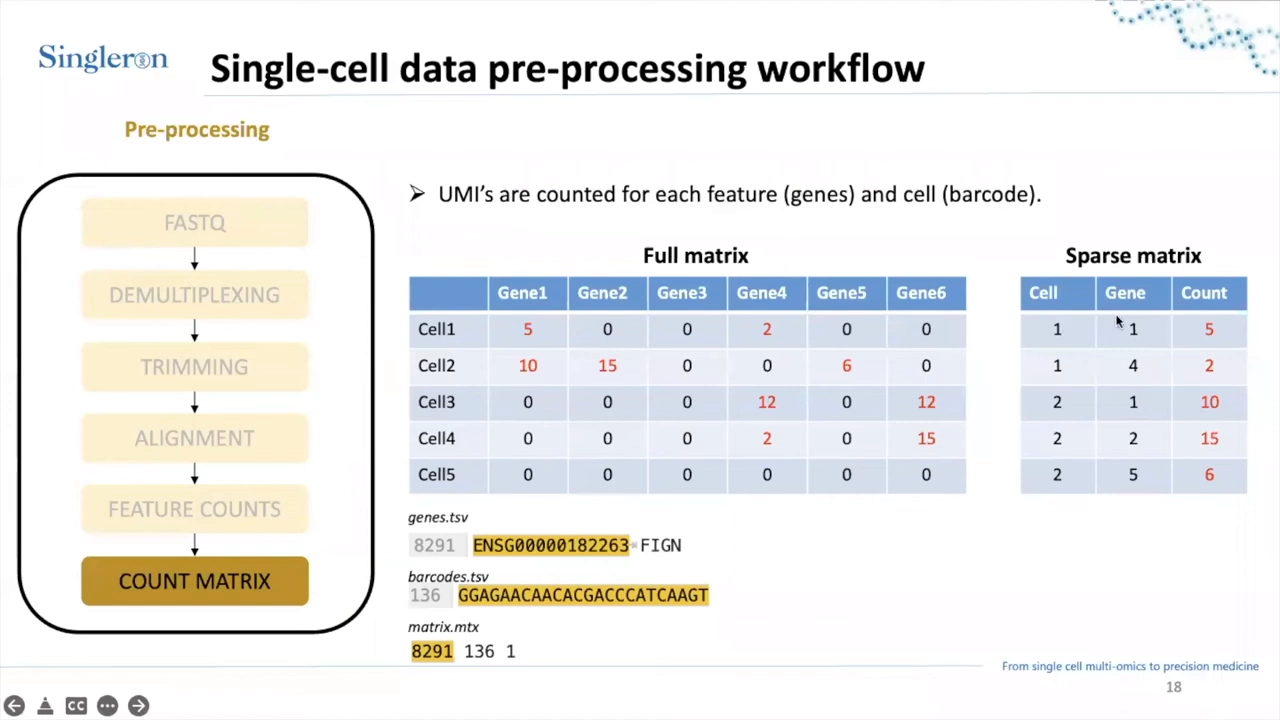 Singleron
Single-cell data pre-processing workflow
Pre-processing
FASTQ
DEMULTIPLEXING
TRIMMING
ALIGNMENT
FEATURE COUNTS
COUNT MATRIX
➢ UMI's are counted for each feature (genes) and cell (barcode).
Full matrix
Gene1 Gene2 Gene3 Gene4 Gene5 Gene6
Cell1 5 0 0 2 0 0
Cell2 10 15 0 0 6 0
Cell3 0 0 0 12 0 12
Cell4 0 0 0 2 0 15
Cell5 0 0 0 0 0 0
Sparse matrix
Cell Gene Count
1 1 5
1 4 2
2 1 10
2 2 15
2 5 6
genes.tsv
8291 ENSG00000182263 FIGN
barcodes.tsv
136 GGAGAACAACACGACCCATCAAGT
matrix.mtx
8291 136 1
From single cell multi-omics to precision medicine
18
CC